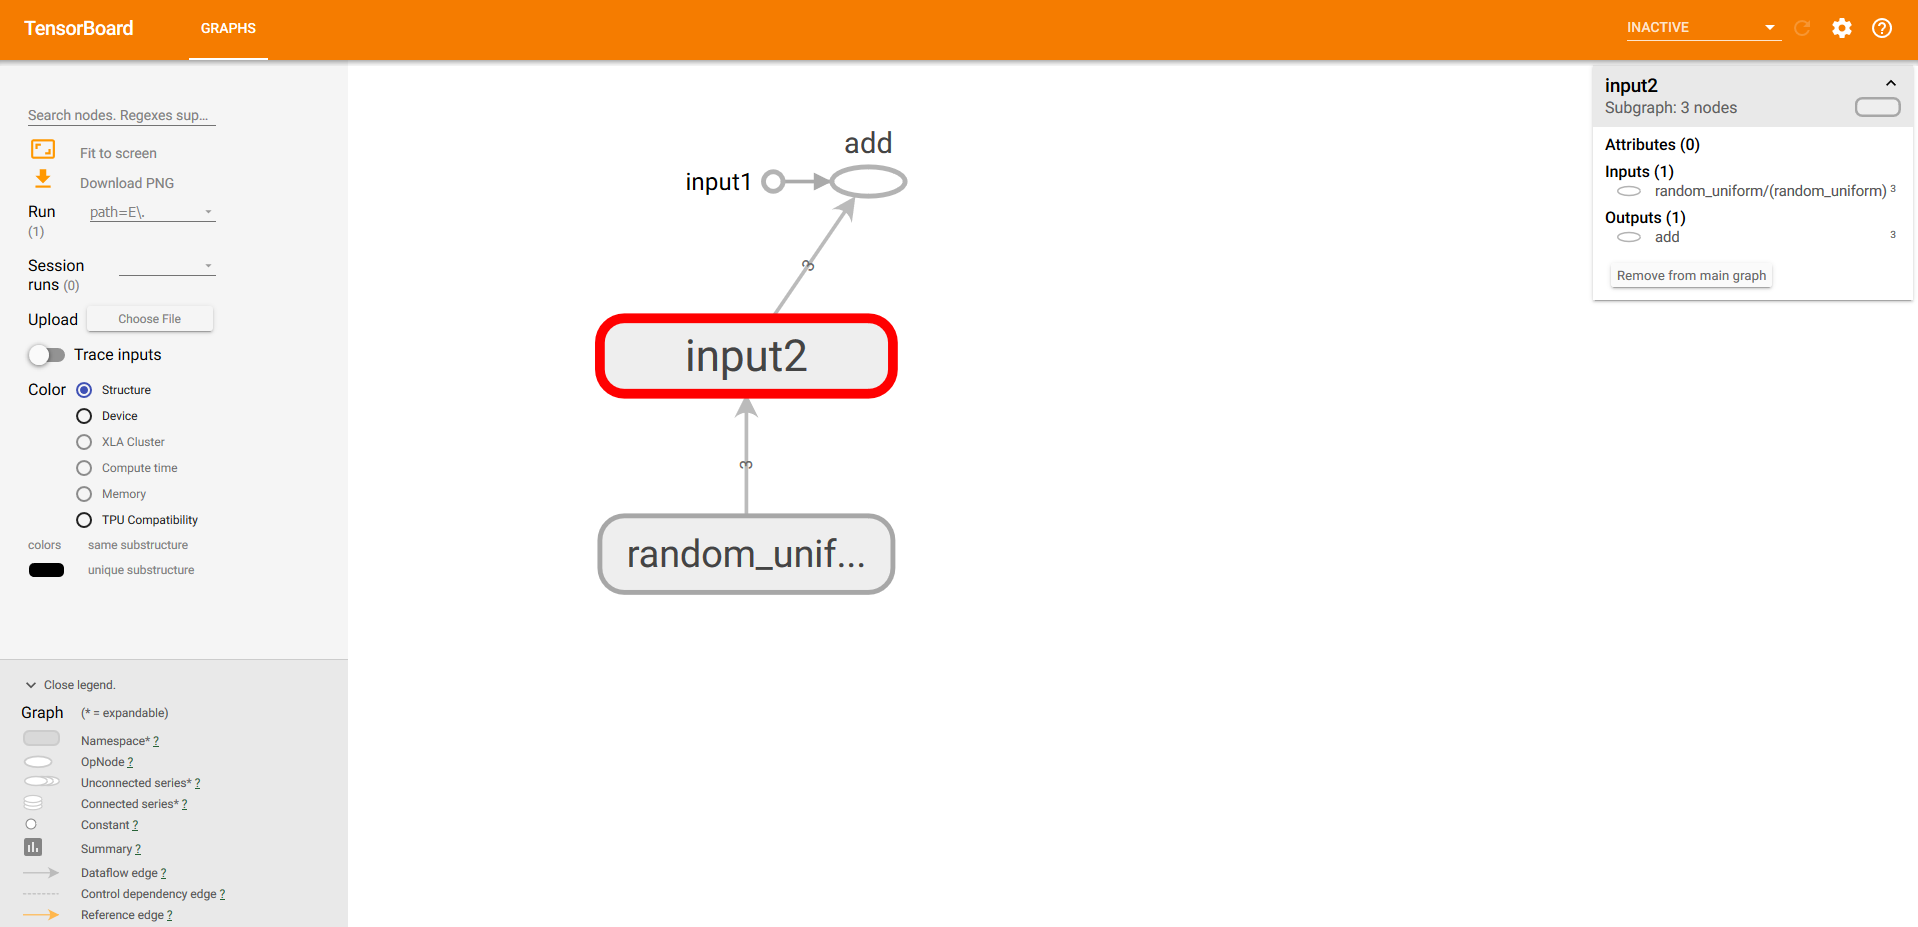 TensorBoard
GRAPHS
INACTIVE
Search nodes. Regexes sup...
Fit to screen
Download PNG
Run
(1)
path=E\.
Session
runs (0)
Upload
Choose File
Trace inputs
Color
Structure
Device
XLA Cluster
Compute time
Memory
TPU Compatibility
colors
same substructure
unique substructure
Close legend.
Graph
(* = expandable)
Namespace* ?
OpNode ?
Unconnected series* ?
Connected series* ?
Constant ?
Summary ?
Dataflow edge ?
Control dependency edge ?
Reference edge ?
add
input1
3
input2
3
random_unif...
input2
Subgraph: 3 nodes
Attributes (0)
Inputs (1)
random_uniform/(random_uniform) 3
Outputs (1)
add 3
Remove from main graph